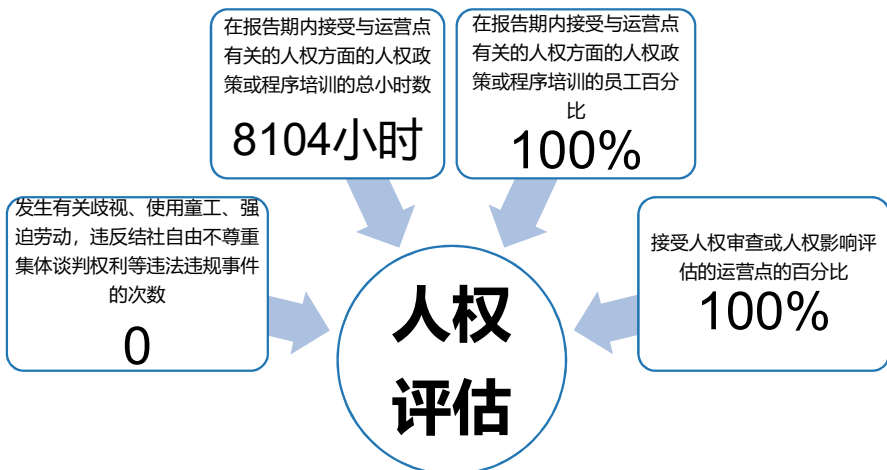 在报告期内接受与运营点
有关的人权方面的人权政
策或程序培训的总小时数
8104小时
在报告期内接受与运营点
有关的人权方面的人权政
策或程序培训的员工百分
比
100%
发生有关歧视、使用童工、强
迫劳动，违反结社自由不尊重
集体谈判权利等违法违规事件
的次数
0
接受人权审查或人权影响评
估的运营点的百分比
100%
人权
评估